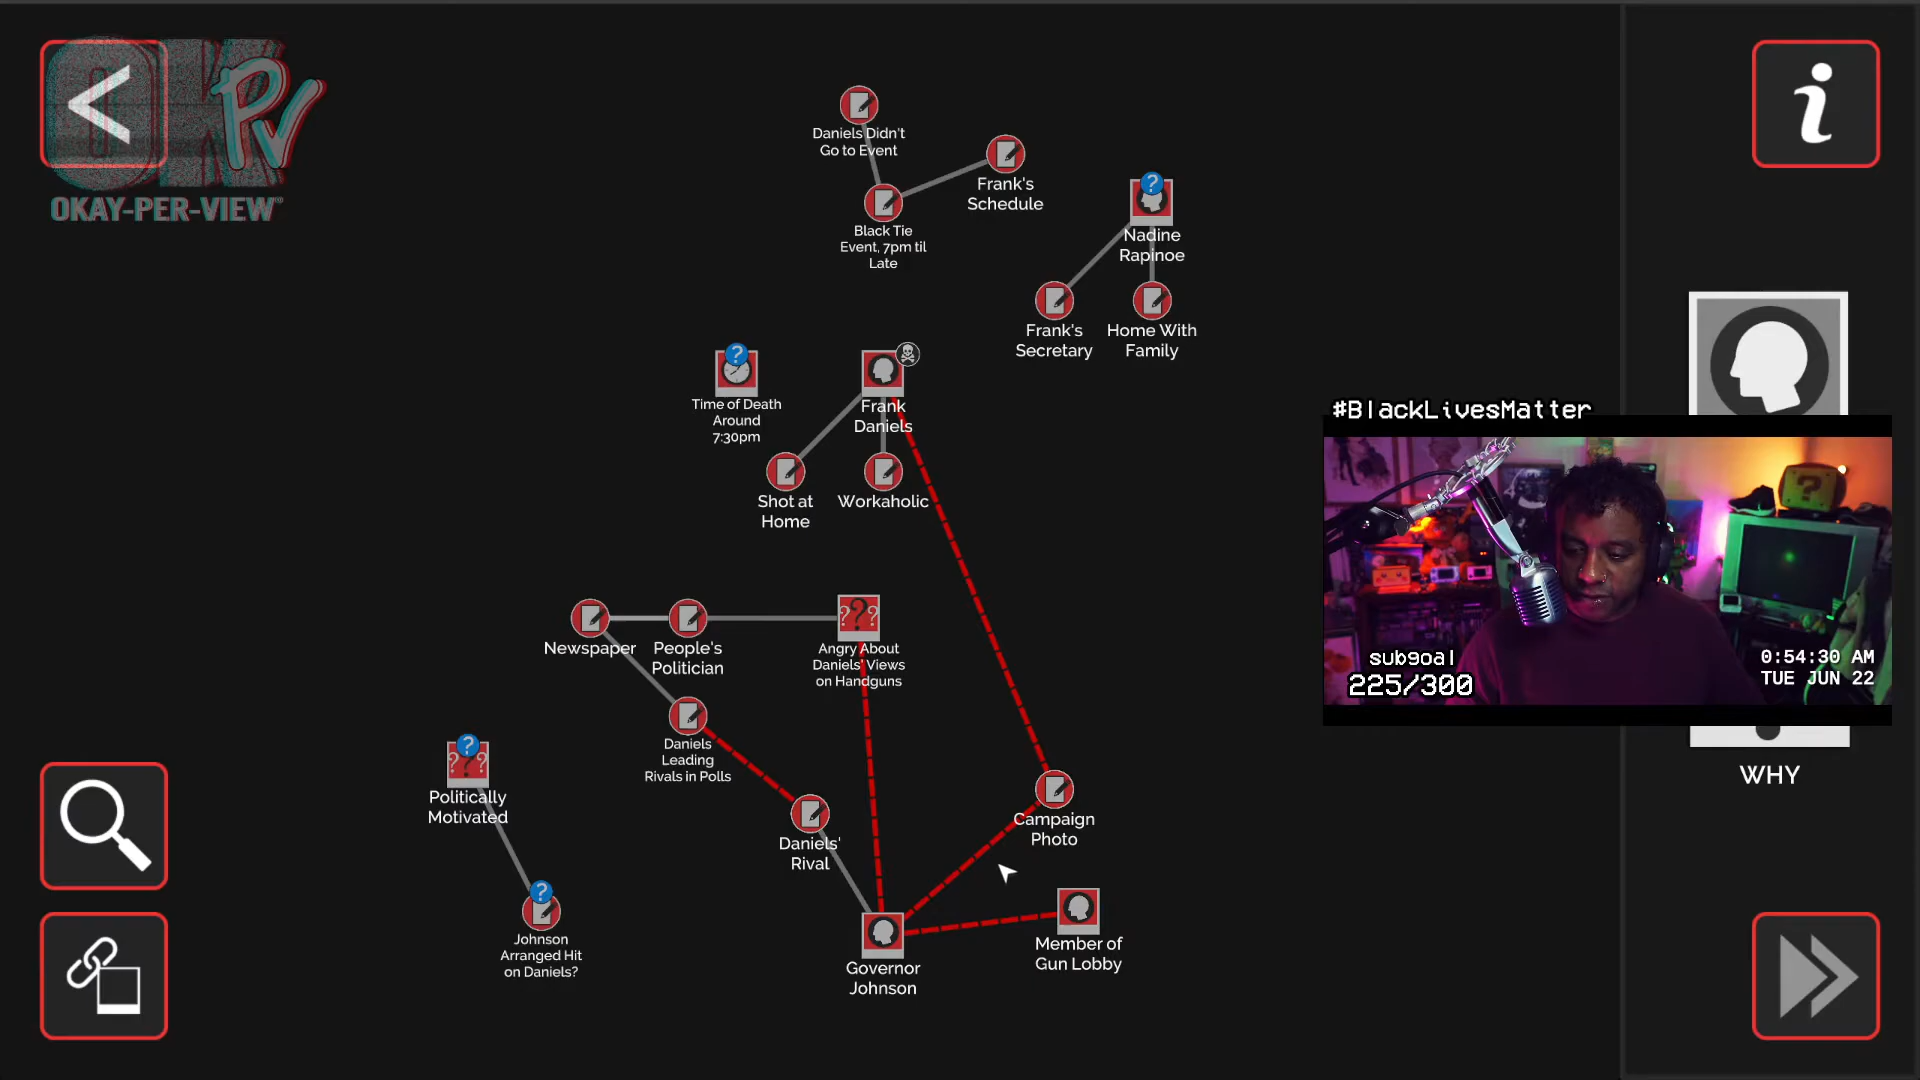 OK PV
OKAY-PER-VIEW
Daniels Didn't
Go to Event
Frank's
Schedule
Black Tie
Event, 7pm til
Late
Nadine
Rapinoe
Frank's
Secretary
Home With
Family
Time of Death
Around
7:30pm
Frank
Daniels
Shot at
Home
Workaholic
#BlackLivesMatter
subgoal
225/300
0:54:30 AM
TUE JUN 22
Newspaper
People's
Politician
Angry About
Daniels' Views
on Handguns
Daniels
Leading
Rivals in Polls
Politically
Motivated
Daniels'
Rival
Campaign
Photo
WHY
Johnson
Arranged Hit
on Daniels?
Governor
Johnson
Member of
Gun Lobby